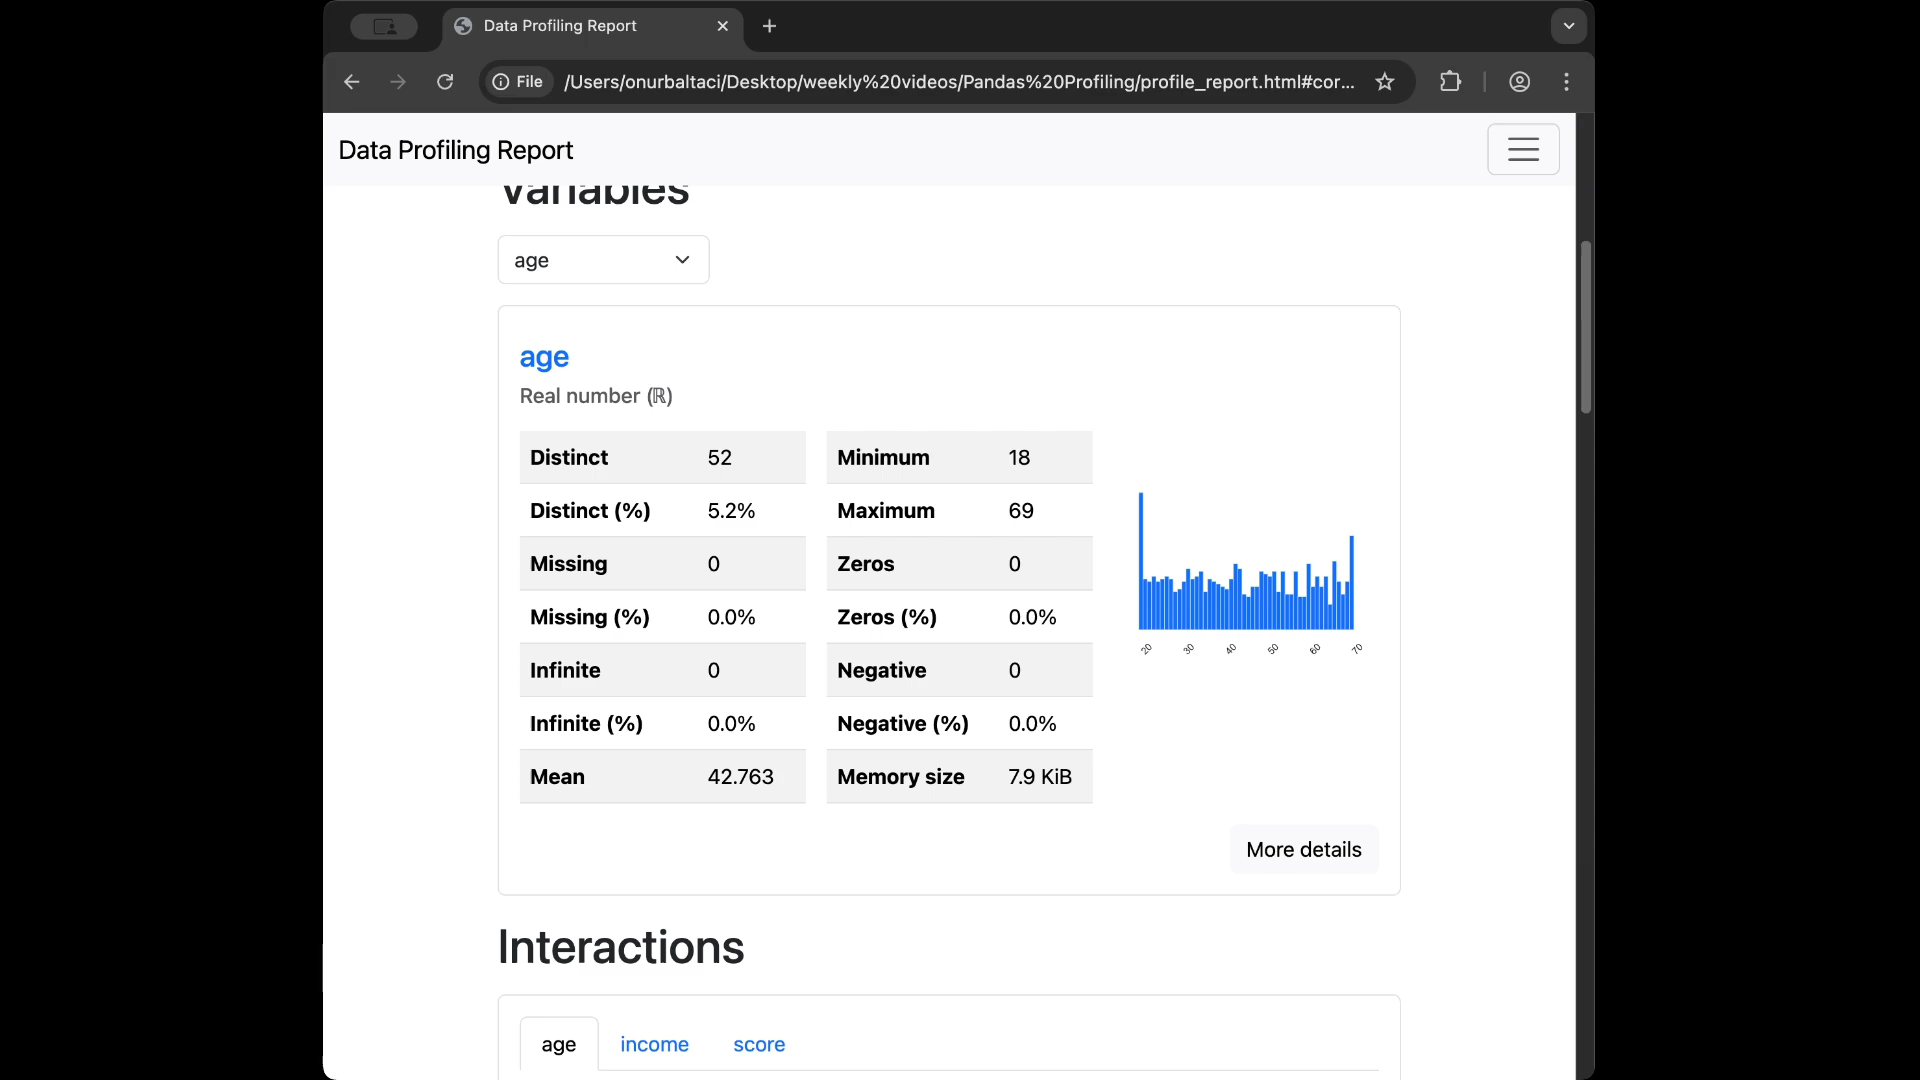 Data Profiling Report
File /Users/onurbaltaci/Desktop/weekly%20videos/Pandas%20Profiling/profile_report.html#cor...
Data Profiling Report
Variables
age
age
Real number (ℝ)
Distinct 52
Distinct (%) 5.2%
Missing 0
Missing (%) 0.0%
Infinite 0
Infinite (%) 0.0%
Mean 42.763
Minimum 18
Maximum 69
Zeros 0
Zeros (%) 0.0%
Negative 0
Negative (%) 0.0%
Memory size 7.9 KiB
20 30 40 50 60 70
More details
Interactions
age income score